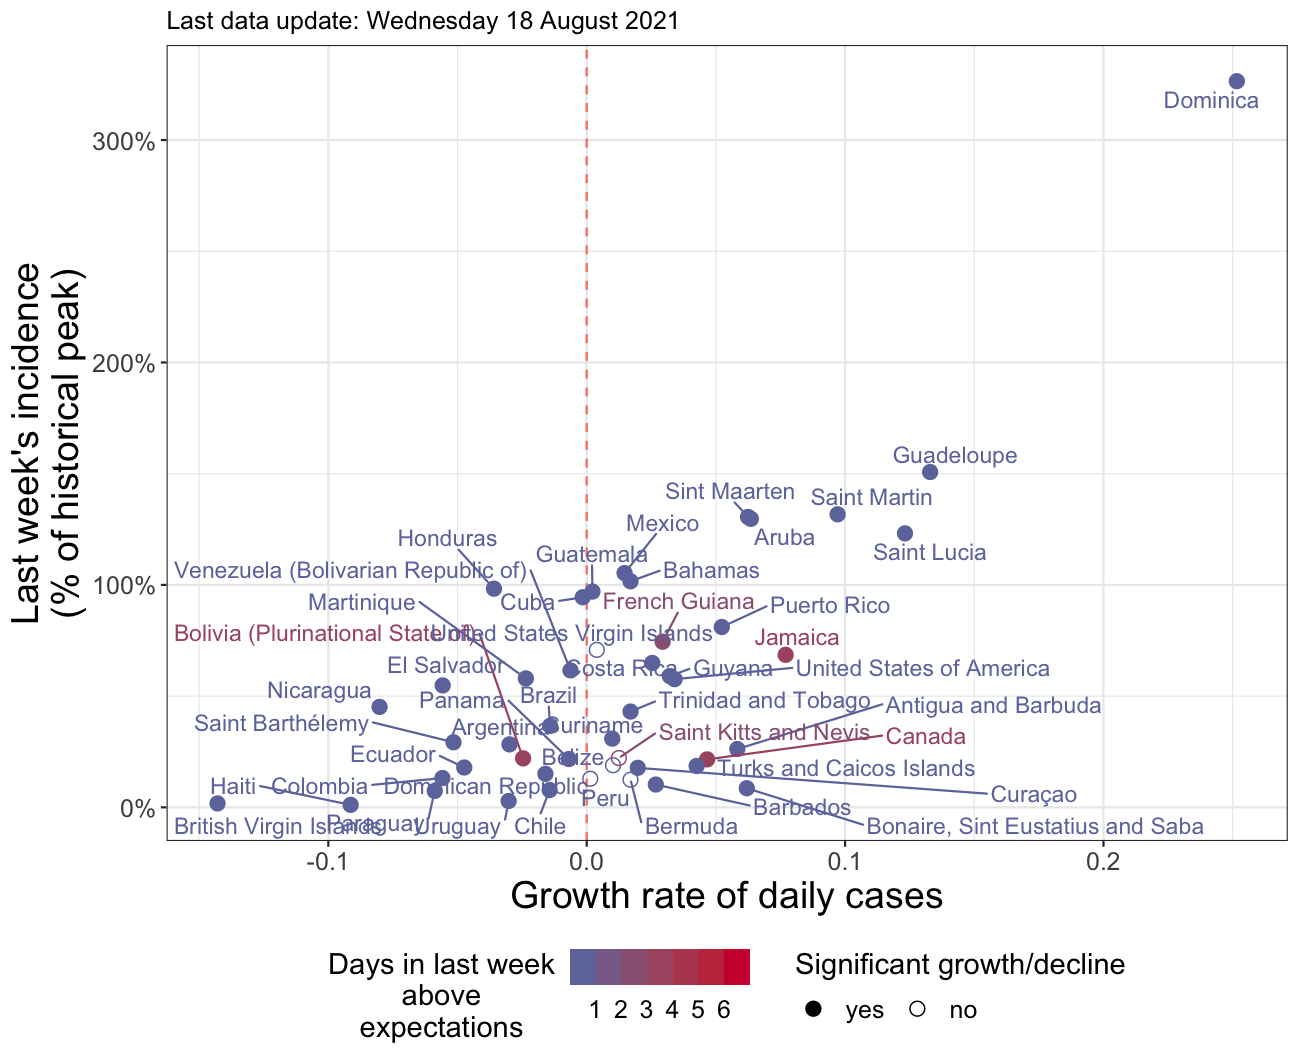 Last data update: Wednesday 18 August 2021
Last week's incidence
(% of historical peak)
300%
200%
100%
0%
Dominica
Guadeloupe
Sint Maarten
Saint Martin
Mexico
Aruba
Saint Lucia
Honduras
Guatemala
Venezuela (Bolivarian Republic of)
Bahamas
Martinique
Cuba
French Guiana
Puerto Rico
Bolivia (Plurinational State of)
United States Virgin Islands
Jamaica
El Salvador
Costa Rica
Guyana
United States of America
Nicaragua
Panama
Brazil
Trinidad and Tobago
Antigua and Barbuda
Saint Barthélemy
Argentina
Suriname
Saint Kitts and Nevis
Canada
Ecuador
Belize
Turks and Caicos Islands
Haiti
Colombia
Dominican Republic
Peru
Curaçao
Barbados
British Virgin Islands
Paraguay
Uruguay
Chile
Bermuda
Bonaire, Sint Eustatius and Saba
-0.1
0.0
0.1
0.2
Growth rate of daily cases
Days in last week
above
expectations
1 2 3 4 5 6
Significant growth/decline
yes
no